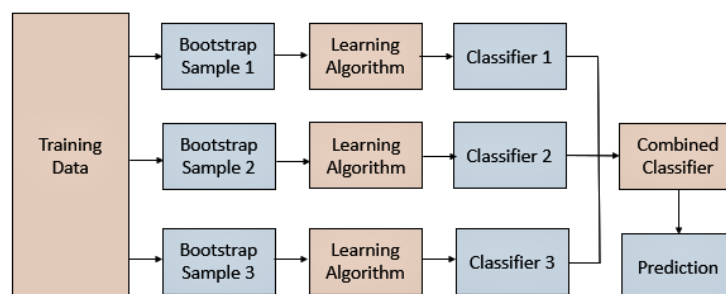 Training
Data
Bootstrap
Sample 1
Learning
Algorithm
Classifier 1
Bootstrap
Sample 2
Learning
Algorithm
Classifier 2
Bootstrap
Sample 3
Learning
Algorithm
Classifier 3
Combined
Classifier
Prediction